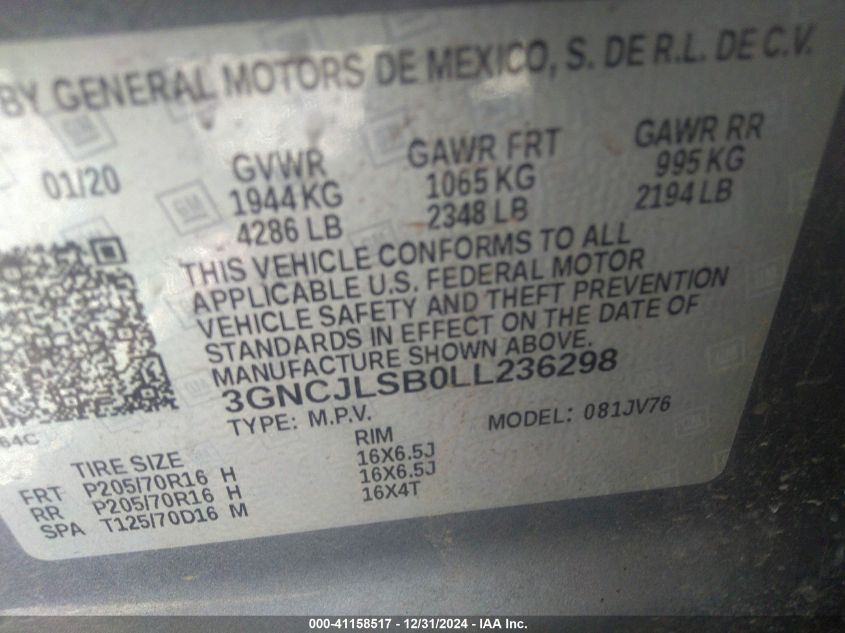 BY GENERAL MOTORS DE MEXICO, S. DE R.L. DE C.V.
01/20 GVWR GAWR FRT GAWR RR
1944 KG 1065 KG 995 KG
4286 LB 2348 LB 2194 LB
THIS VEHICLE CONFORMS TO ALL
APPLICABLE U.S. FEDERAL MOTOR
VEHICLE SAFETY AND THEFT PREVENTION
STANDARDS IN EFFECT ON THE DATE OF
MANUFACTURE SHOWN ABOVE.
3GNCJLSB0LL236298
TYPE: M.P.V. MODEL: 081JV76
64C
TIRE SIZE RIM
FRT P205/70R16 H 16X6.5J
RR P205/70R16 H 16X6.5J
SPA T125/70D16 M 16X4T
000-41158517 - 12/31/2024 - IAA Inc.